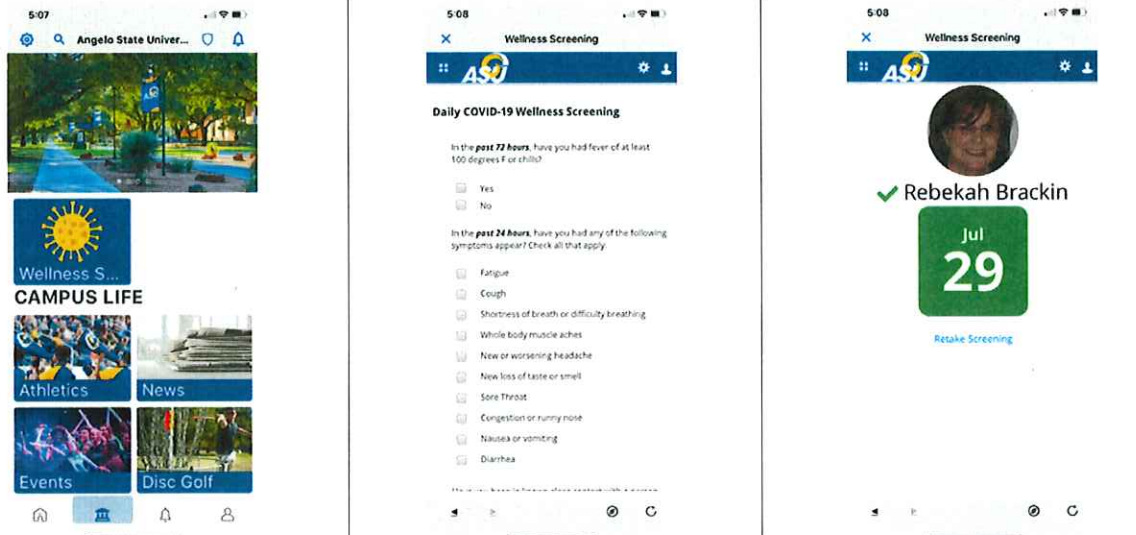 5:07
Angelo State Univer...
ASU
Wellness S...
CAMPUS LIFE
Athletics
News
Events
Disc Golf
5:08
Wellness Screening
ASU
Daily COVID-19 Wellness Screening
In the past 72 hours, have you had fever of at least
100 degrees F or chills?
Yes
No
In the past 24 hours, have you had any of the following
symptoms appear? Check all that apply
Fatigue
Cough
Shortness of breath or difficulty breathing
Whole body muscle aches
New or worsening headache
New loss of taste or smell
Sore Throat
Congestion or runny nose
Nausea or vomiting
Diarrhea
5:08
Wellness Screening
ASU
Rebekah Brackin
Jul
29
Retake Screening